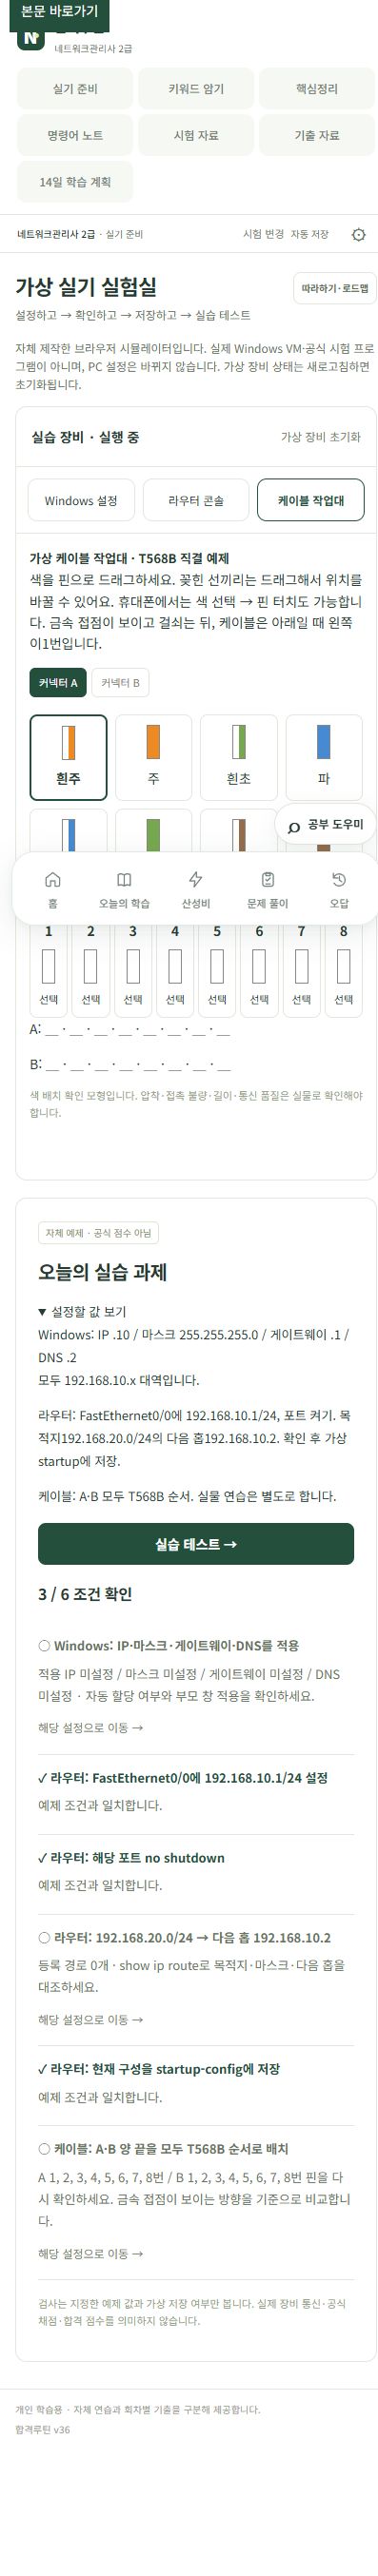 본문 바로가기
N
네트워크관리사 2급
실기 준비
키워드 암기
핵심정리
명령어 노트
시험 자료
기출 자료
14일 학습 계획
네트워크관리사 2급 · 실기 준비
시험 변경
자동 저장
가상 실기 실험실
따라하기·로드맵
설정하고 → 확인하고 → 저장하고 → 실습 테스트
자체 제작한 브라우저 시뮬레이터입니다. 실제 Windows VM·공식 시험 프로
그램이 아니며, PC 설정은 바뀌지 않습니다. 가상 장비 상태는 새로고침하면
초기화됩니다.
실습 장비 · 실행 중
가상 장비 초기화
Windows 설정
라우터 콘솔
케이블 작업대
가상 케이블 작업대 · T568B 직결 예제
색을 핀으로 드래그하세요. 꽂힌 선끼리는 드래그해서 위치를
바꿀 수 있어요. 휴대폰에서는 색 선택 → 핀 터치도 가능합니
다. 금속 접점이 보이고 걸쇠는 뒤, 케이블은 아래일 때 왼쪽
이1번입니다.
커넥터 A
커넥터 B
흰주
주
흰초
파
공부 도우미
홈
오늘의 학습
산성비
문제 풀이
오답
1 2 3 4 5 6 7 8
선택 선택 선택 선택 선택 선택 선택 선택
A: __ · __ · __ · __ · __ · __ · __ · __
B: __ · __ · __ · __ · __ · __ · __ · __
색 배치 확인 모형입니다. 압착·접촉 불량·길이·통신 품질은 실물로 확인해야
합니다.
자체 예제 · 공식 점수 아님
오늘의 실습 과제
▼ 설정할 값 보기
Windows: IP .10 / 마스크 255.255.255.0 / 게이트웨이 .1 /
DNS .2
모두 192.168.10.x 대역입니다.
라우터: FastEthernet0/0에 192.168.10.1/24, 포트 켜기. 목
적지192.168.20.0/24의 다음 홉192.168.10.2. 확인 후 가상
startup에 저장.
케이블: A·B 모두 T568B 순서. 실물 연습은 별도로 합니다.
실습 테스트 →
3 / 6 조건 확인
○ Windows: IP·마스크·게이트웨이·DNS를 적용
적용 IP 미설정 / 마스크 미설정 / 게이트웨이 미설정 / DNS
미설정 · 자동 할당 여부와 부모 창 적용을 확인하세요.
해당 설정으로 이동 →
✓ 라우터: FastEthernet0/0에 192.168.10.1/24 설정
예제 조건과 일치합니다.
✓ 라우터: 해당 포트 no shutdown
예제 조건과 일치합니다.
○ 라우터: 192.168.20.0/24 → 다음 홉 192.168.10.2
등록 경로 0개 · show ip route로 목적지·마스크·다음 홉을
대조하세요.
해당 설정으로 이동 →
✓ 라우터: 현재 구성을 startup-config에 저장
예제 조건과 일치합니다.
○ 케이블: A·B 양 끝을 모두 T568B 순서로 배치
A 1, 2, 3, 4, 5, 6, 7, 8번 / B 1, 2, 3, 4, 5, 6, 7, 8번 핀을 다
시 확인하세요. 금속 접점이 보이는 방향을 기준으로 비교합니
다.
해당 설정으로 이동 →
검사는 지정한 예제 값과 가상 저장 여부만 봅니다. 실제 장비 통신·공식
채점·합격 점수를 의미하지 않습니다.
개인 학습용 · 자체 연습과 회차별 기출을 구분해 제공합니다.
합격루틴 v36